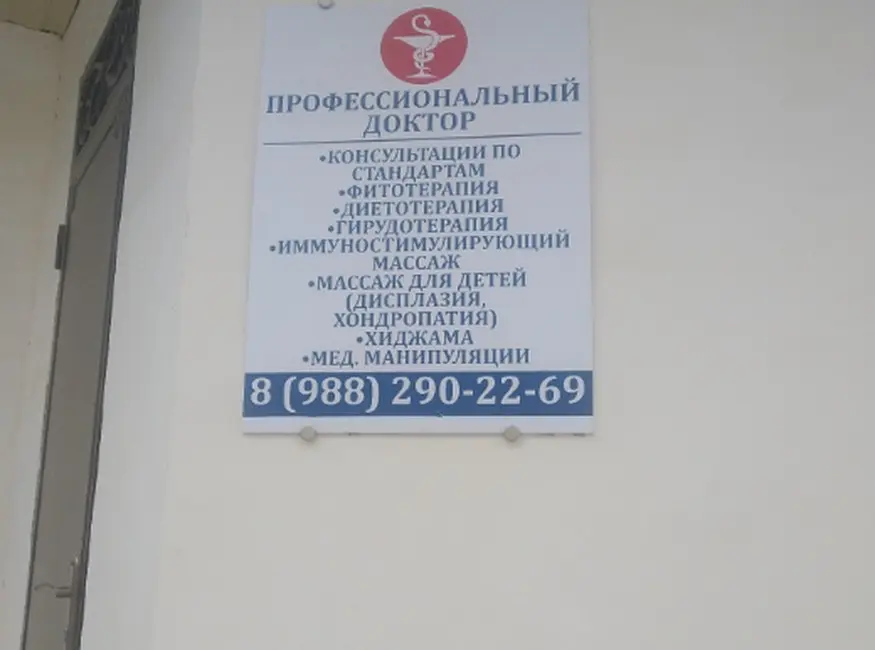 ПРОФЕССИОНАЛЬНЫЙ
ДОКТОР
•КОНСУЛЬТАЦИИ ПО
СТАНДАРТАМ
•ФИТОТЕРАПИЯ
•ДИЕТОТЕРАПИЯ
•ГИРУДОТЕРАПИЯ
•ИММУНОСТИМУЛИРУЮЩИЙ
МАССАЖ
•МАССАЖ ДЛЯ ДЕТЕЙ
(ДИСПЛАЗИЯ,
ХОНДРОПАТИЯ)
•ХИДЖАМА
•МЕД. МАНИПУЛЯЦИИ
8 (988) 290-22-69